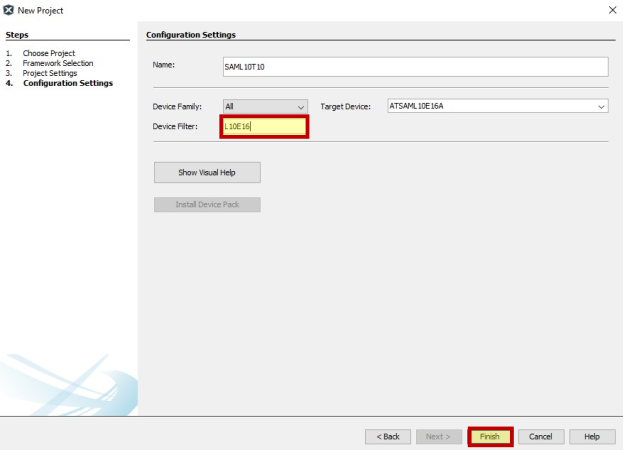 New Project
Steps
1. Choose Project
2. Framework Selection
3. Project Settings
4. Configuration Settings
Configuration Settings
Name: SAML10T10
Device Family: All Target Device: ATSAML10E16A
Device Filter: L10E16
Show Visual Help
Install Device Pack
< Back Next > Finish Cancel Help